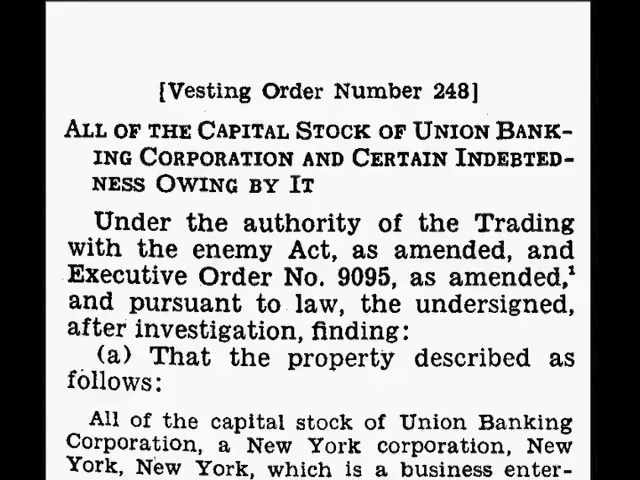 [Vesting Order Number 248]
ALL OF THE CAPITAL STOCK OF UNION BANK-
ING CORPORATION AND CERTAIN INDEBTED-
NESS OWING BY IT
Under the authority of the Trading
with the enemy Act, as amended, and
Executive Order No. 9095, as amended,¹
and pursuant to law, the undersigned,
after investigation, finding:
(a) That the property described as
follows:
All of the capital stock of Union Banking
Corporation, a New York corporation, New
York, New York, which is a business enter-